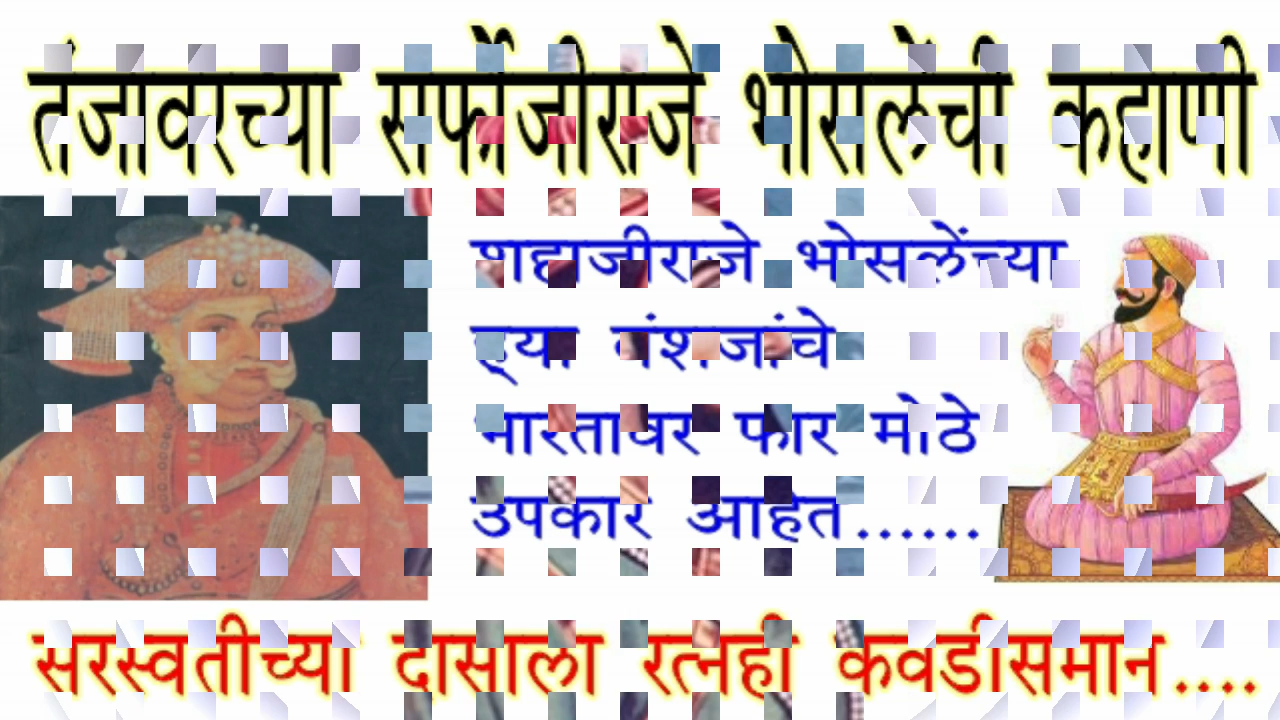 तंजावरच्या सर्फोजीराजे भोसलेंची कहाणी
शहाजीराजे भोसलेंच्या
ह्या वंशजांचे
भारतावर फार मोठे
उपकार आहेत......
सरस्वतीच्या दासाला रत्नही कवडीसमान....